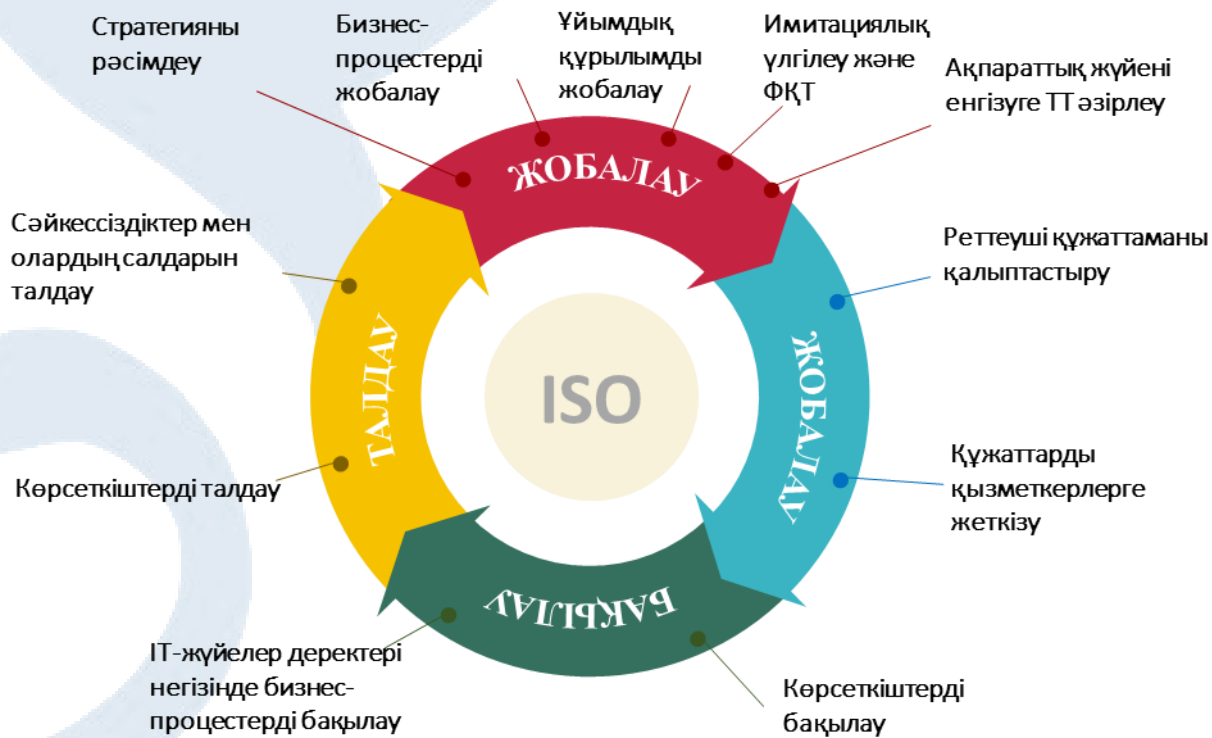 Стратегияны
рәсімдеу
Бизнес-
процестерді
жобалау
Ұйымдық
құрылымды
жобалау
Имитациялық
үлгілеу және
ФҚТ
Ақпараттық жүйені
енгізуге ТТ әзірлеу
ЖОБАЛАУ
Сәйкессіздіктер мен
олардың салдарын
талдау
Реттеуші құжаттаманы
қалыптастыру
ТАЛДАУ
ISO
ЖОБАЛАУ
Көрсеткіштерді талдау
Құжаттарды
қызметкерлерге
жеткізу
БАҚЫЛАУ
IT-жүйелер деректері
негізінде бизнес-
процестерді бақылау
Көрсеткіштерді
бақылау